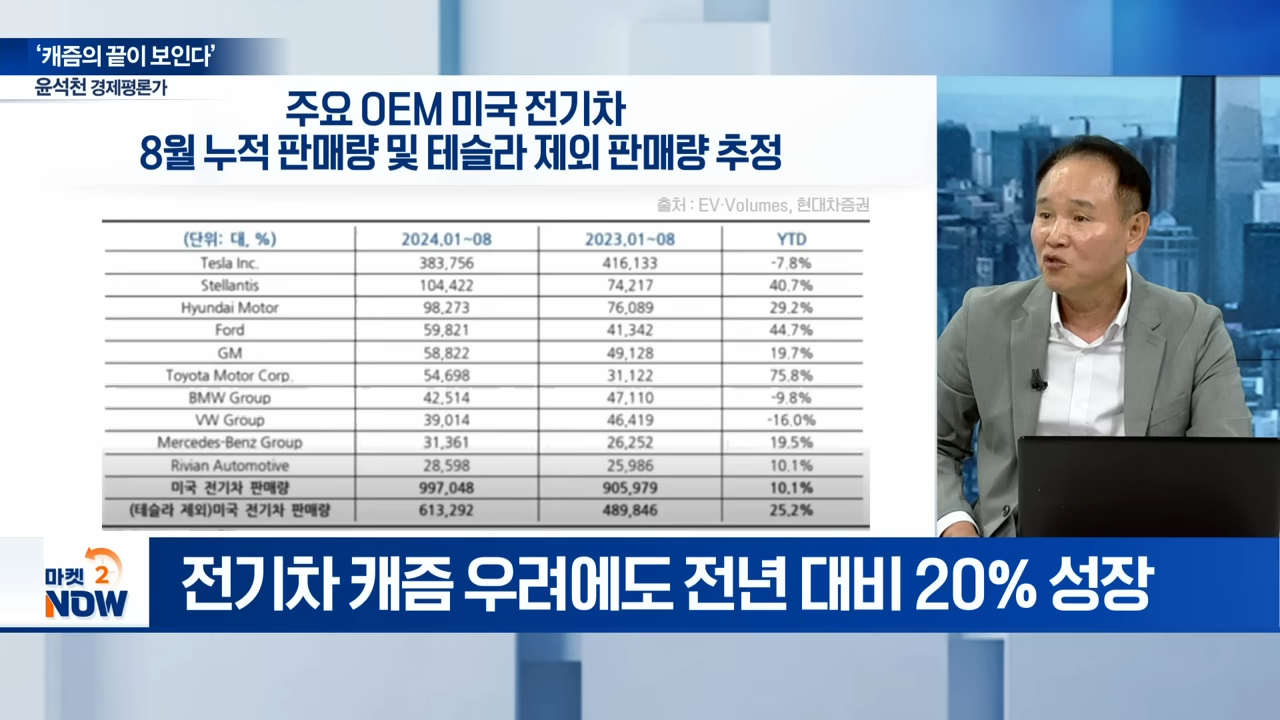 ‘캐즘의 끝이 보인다’
윤석천 경제평론가
주요 OEM 미국 전기차
8월 누적 판매량 및 테슬라 제외 판매량 추정
출처 : EV·Volumes, 현대차증권
(단위: 대, %) 2024.01~08 2023.01~08 YTD
Tesla Inc. 383,756 416,133 -7.8%
Stellantis 104,422 74,217 40.7%
Hyundai Motor 98,273 76,089 29.2%
Ford 59,821 41,342 44.7%
GM 58,822 49,128 19.7%
Toyota Motor Corp. 54,698 31,122 75.8%
BMW Group 42,514 47,110 -9.8%
VW Group 39,014 46,419 -16.0%
Mercedes-Benz Group 31,361 26,252 19.5%
Rivian Automotive 28,598 25,986 10.1%
미국 전기차 판매량 997,048 905,979 10.1%
(테슬라 제외)미국 전기차 판매량 613,292 489,846 25.2%
마켓 2
NOW
전기차 캐즘 우려에도 전년 대비 20% 성장